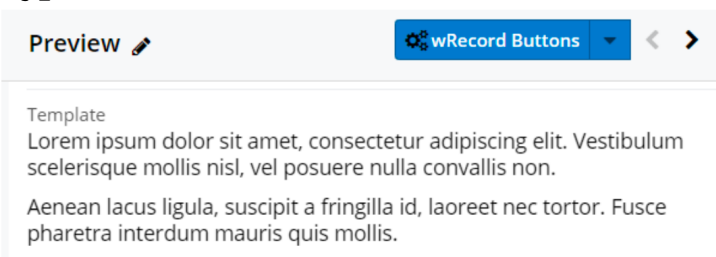 Preview wRecord Buttons
Template
Lorem ipsum dolor sit amet, consectetur adipiscing elit. Vestibulum
scelerisque mollis nisl, vel posuere nulla convallis non.
Aenean lacus ligula, suscipit a fringilla id, laoreet nec tortor. Fusce
pharetra interdum mauris quis mollis.